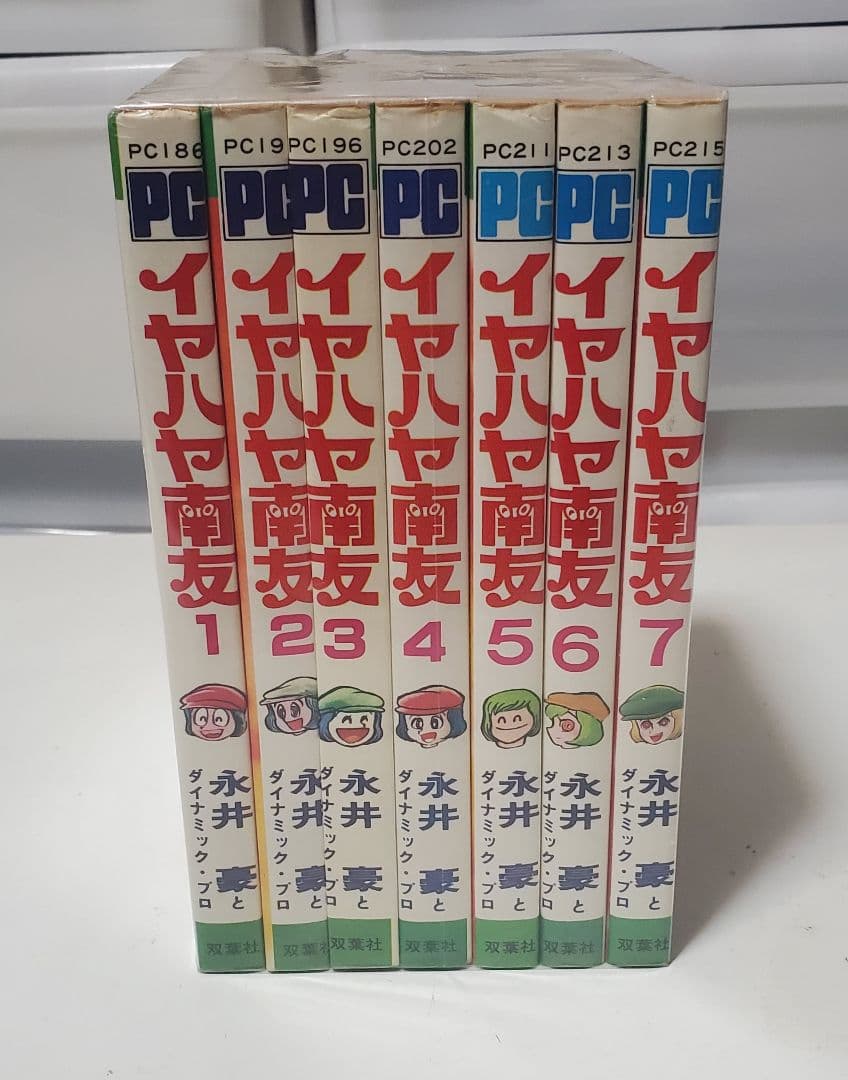 PC186
PC
イヤハヤ南友
1
永井豪と
ダイナミック・プロ
双葉社
PC19
PC
イヤハヤ南友
2
永井豪と
ダイナミック・プロ
双葉社
PC196
PC
イヤハヤ南友
3
永井豪と
ダイナミック・プロ
双葉社
PC202
PC
イヤハヤ南友
4
永井豪と
ダイナミック・プロ
双葉社
PC211
PC
イヤハヤ南友
5
永井豪と
ダイナミック・プロ
双葉社
PC213
PC
イヤハヤ南友
6
永井豪と
ダイナミック・プロ
双葉社
PC215
PC
イヤハヤ南友
7
永井豪と
ダイナミック・プロ
双葉社